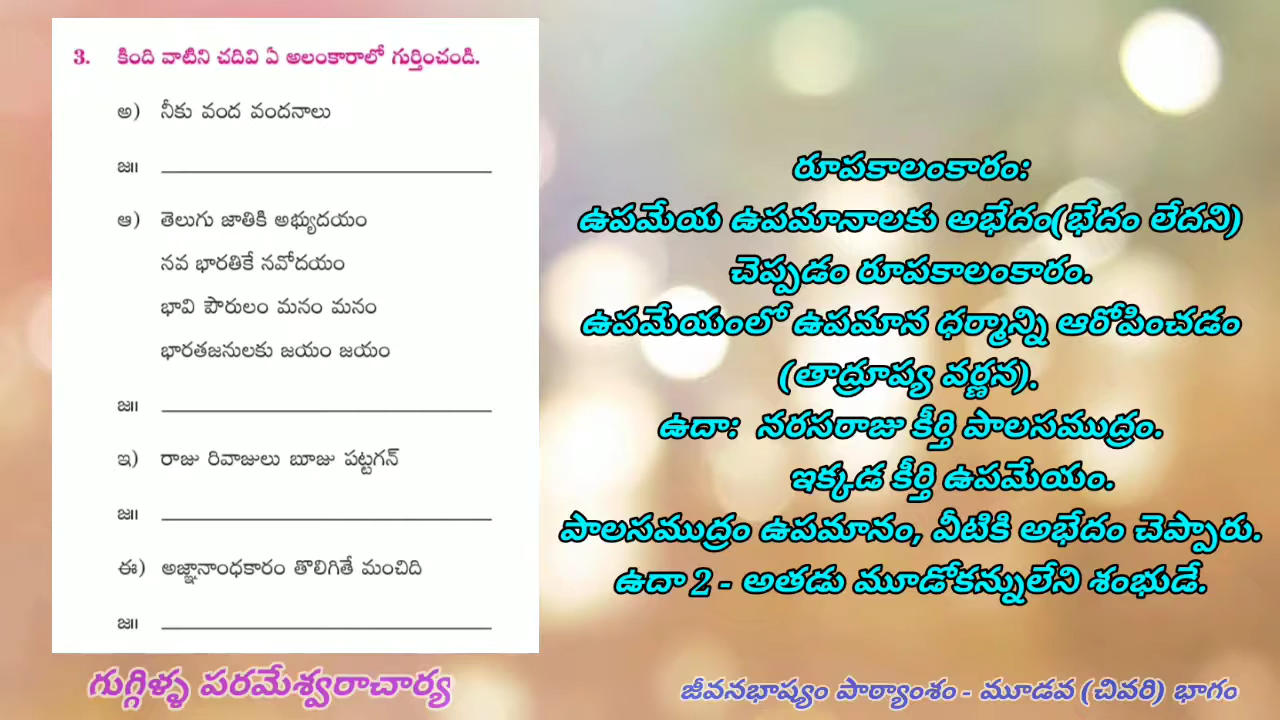 3. కింది వాటిని చదివి ఏ అలంకారాలో గుర్తించండి.
అ) నీకు వంద వందనాలు
జ॥
ఆ) తెలుగు జాతికి అభ్యుదయం
నవ భారతికే నవోదయం
భావి పౌరులం మనం మనం
భారతజనులకు జయం జయం
జ॥
ఇ) రాజు రివాజులు బూజు పట్టగన్
జ॥
ఈ) అజ్ఞానాంధకారం తొలిగితే మంచిది
జ॥
రూపకాలంకారం:
ఉపమేయ ఉపమానాలకు అభేదం(భేదం లేదని)
చెప్పడం రూపకాలంకారం.
ఉపమేయంలో ఉపమాన ధర్మాన్ని ఆరోపించడం
(తాద్రూప్య వర్ణన).
ఉదా: నరసరాజు కీర్తి పాలసముద్రం.
ఇక్కడ కీర్తి ఉపమేయం.
పాలసముద్రం ఉపమానం, వీటికి అభేదం చెప్పారు.
ఉదా 2 - అతడు మూడోకన్నులేని శంభుడే.
గుగ్గిళ్ళ పరమేశ్వరాచార్య
జీవనభాష్యం పాఠ్యాంశం - మూడవ (చివరి) భాగం